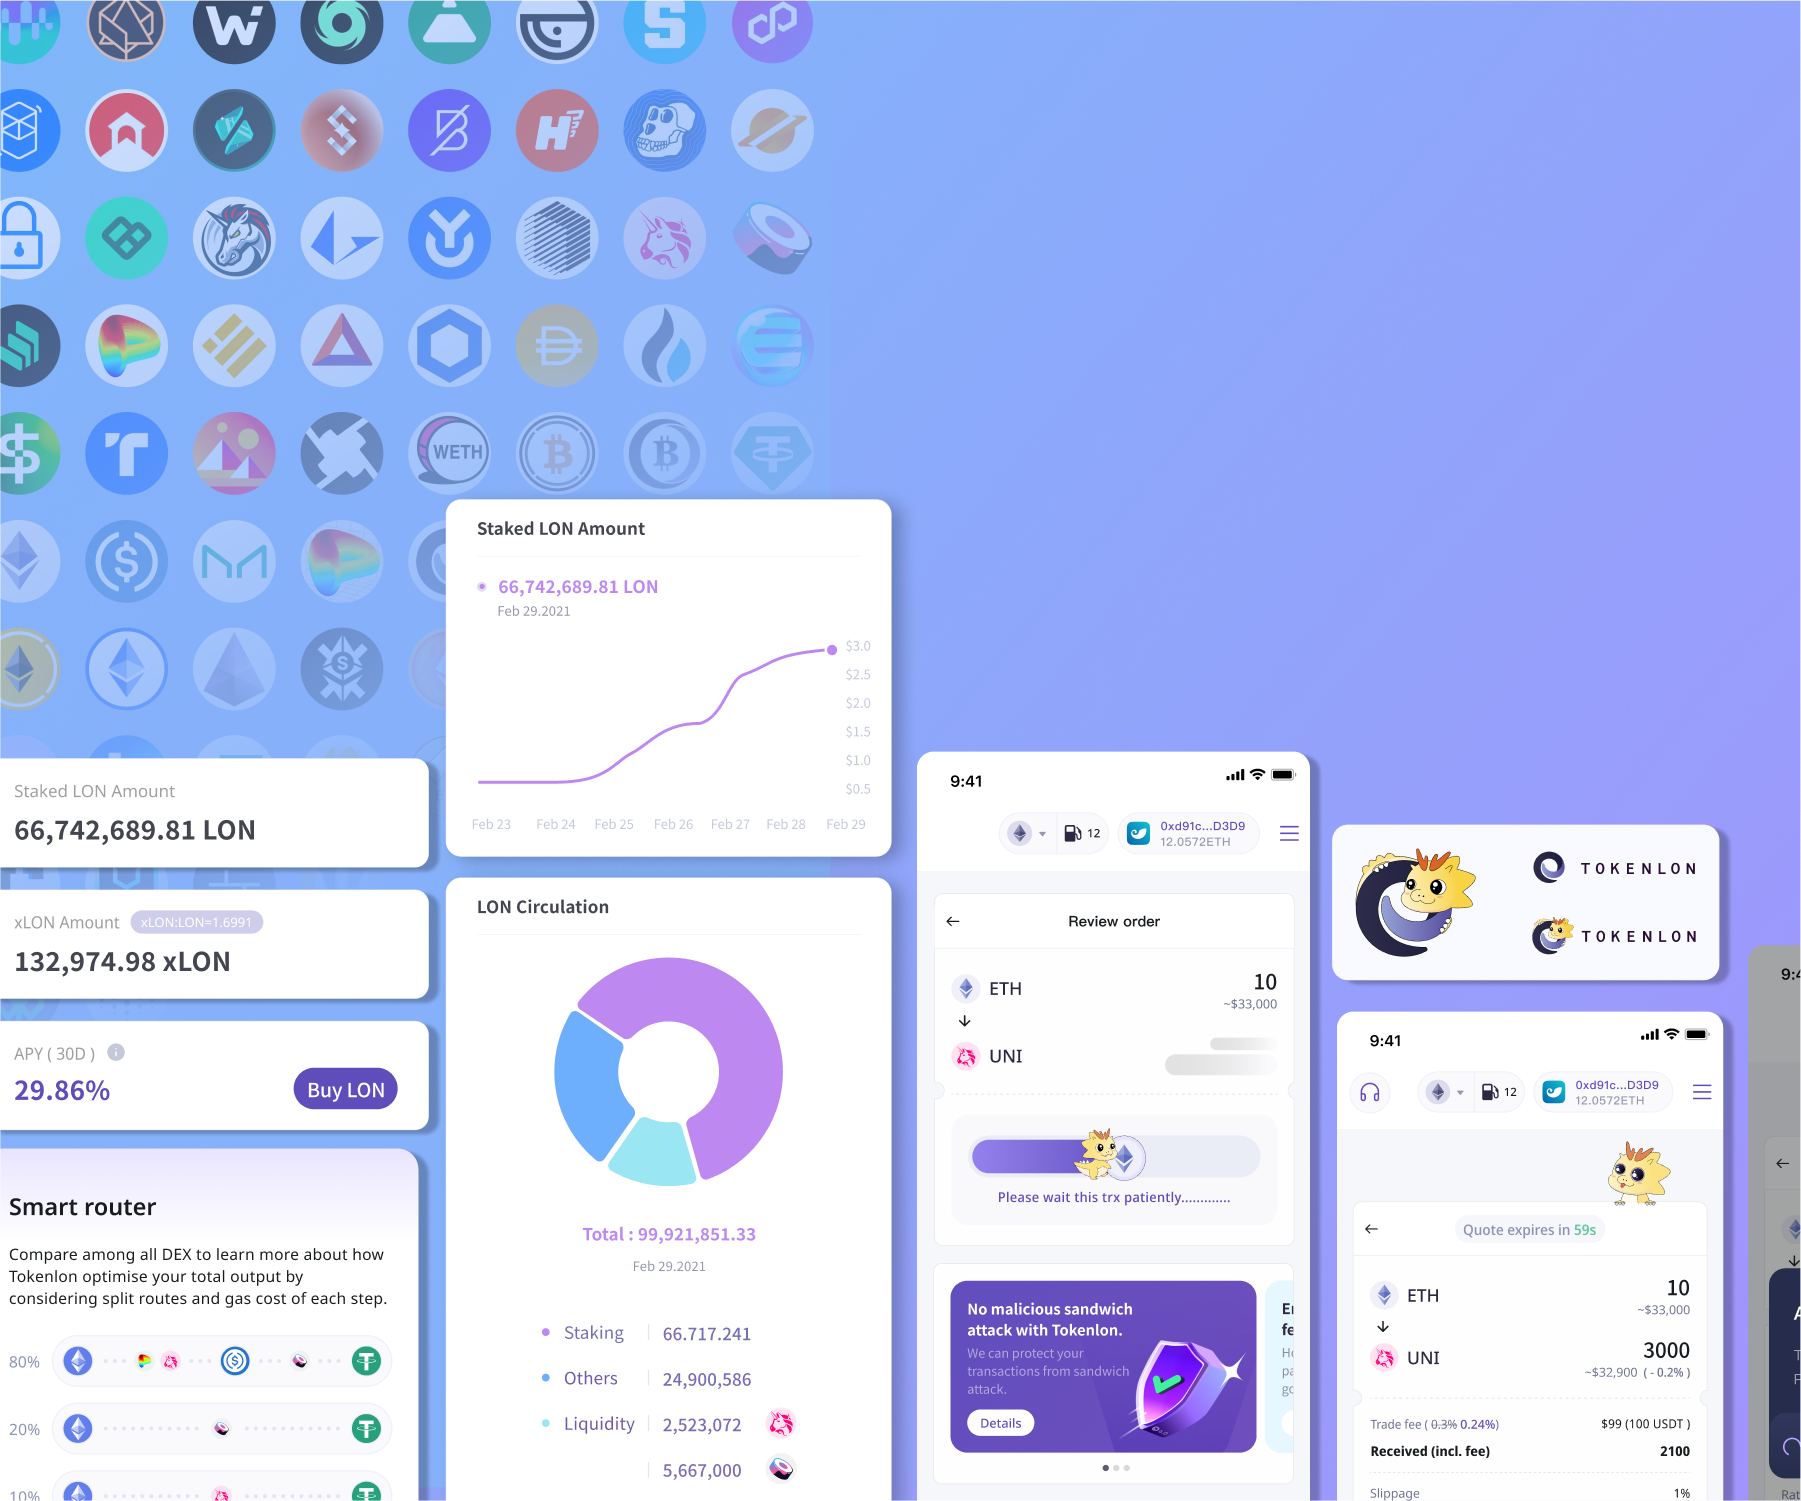 WETH
Staked LON Amount
66,742,689.81 LON
Feb 29.2021
$3.0
$2.5
$2.0
$1.5
$1.0
$0.5
Feb 23 Feb 24 Feb 25 Feb 26 Feb 27 Feb 28 Feb 29
Staked LON Amount
66,742,689.81 LON
xLON Amount xLON:LON=1.6991
132,974.98 xLON
APY ( 30D )
29.86%
Buy LON
Smart router
Compare among all DEX to learn more about how
Tokenlon optimise your total output by
considering split routes and gas cost of each step.
80%
20%
10%
LON Circulation
Total : 99,921,851.33
Feb 29.2021
Staking 66.717.241
Others 24,900,586
Liquidity 2,523,072
5,667,000
9:41
12
0xd91c...D3D9
12.0572ETH
Review order
ETH 10
~$33,000
UNI
Please wait this trx patiently.............
No malicious sandwich
attack with Tokenlon.
We can protect your
transactions from sandwich
attack.
Details
TOKENLON
TOKENLON
9:41
12
0xd91c...D3D9
12.0572ETH
Quote expires in 59s
ETH 10
~$33,000
UNI 3000
~$32,900 ( - 0.2% )
Trade fee ( 0.3% 0.24%) $99 (100 USDT )
Received (incl. fee) 2100
Slippage 1%